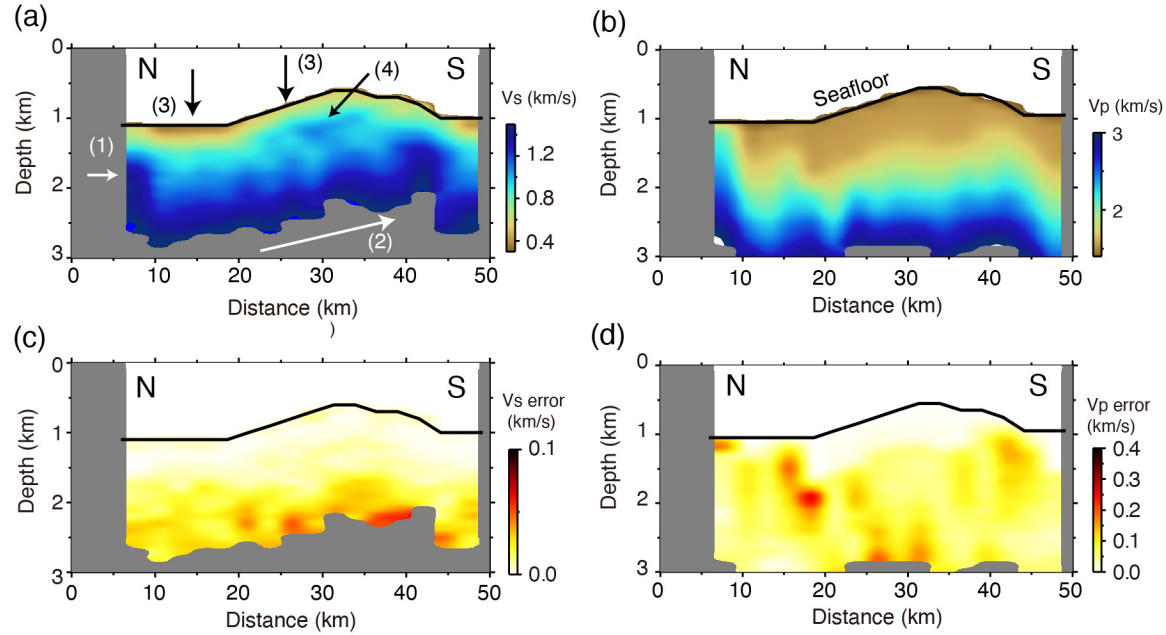 (a)
N
S
(3)
(3)
(4)
(1)
(2)
Vs (km/s)
1.2
0.8
0.4
Depth (km)
0
1
2
3
0
10
20
30
40
50
Distance (km)
)
(b)
N
S
Seafloor
Vp (km/s)
3
2
Depth (km)
0
1
2
3
0
10
20
30
40
50
Distance (km)
(c)
N
S
Vs error
(km/s)
0.1
0.0
Depth (km)
0
1
2
3
0
10
20
30
40
50
Distance (km)
(d)
N
S
Vp error
(km/s)
0.4
0.3
0.2
0.1
0.0
Depth (km)
0
1
2
3
0
10
20
30
40
50
Distance (km)